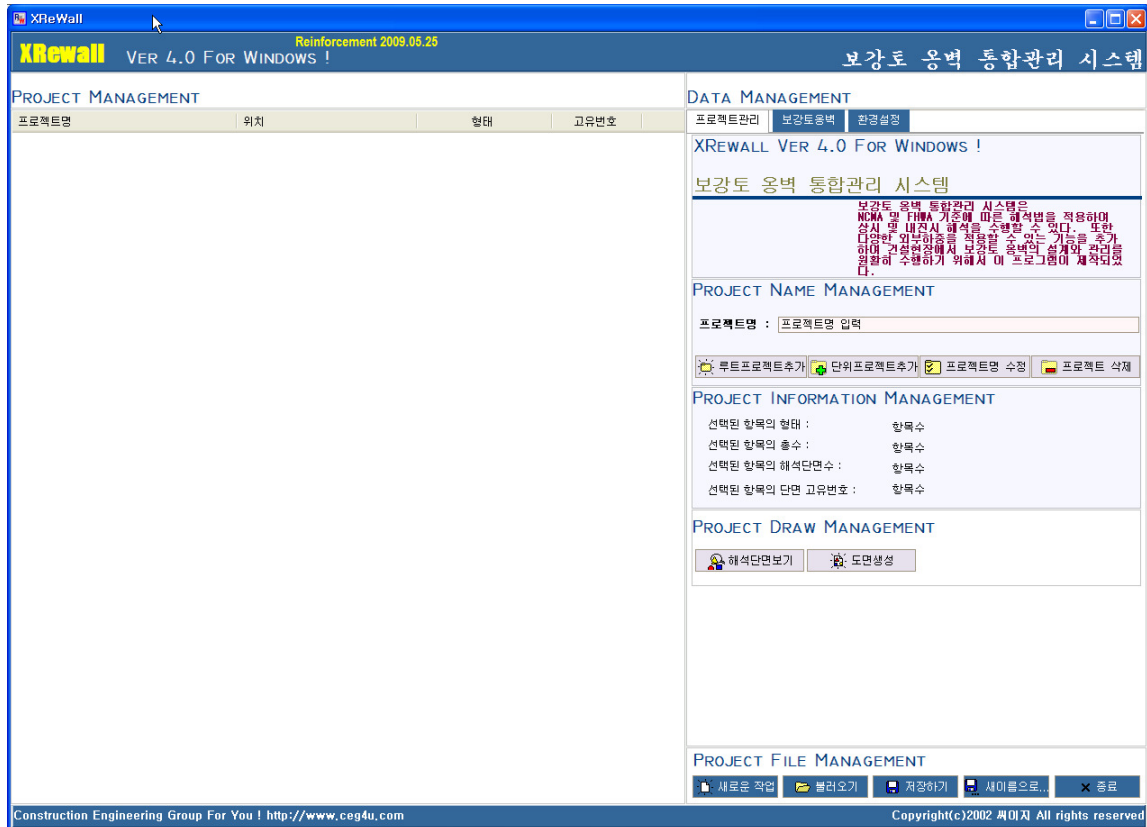 XReWall
XRewall VER 4.0 FOR WINDOWS !
Reinforcement 2009.05.25
보강토 옹벽 통합관리 시스템
PROJECT MANAGEMENT
프로젝트명 위치 형태 고유번호
DATA MANAGEMENT
프로젝트관리 보강토옹벽 환경설정
XREWALL VER 4.0 FOR WINDOWS !
보강토 옹벽 통합관리 시스템
보강토 옹벽 통합관리 시스템은
NCMA 및 FHWA 기준에 따른 해석법을 적용하여
상시 및 내진시 해석을 수행할 수 있다. 또한
다양한 외부하중을 적용할 수 있는 기능을 추가
하여 건설현장에서 보강토 옹벽의 설계와 관리를
원활히 수행하기 위해서 이 프로그램이 제작되었
다.
PROJECT NAME MANAGEMENT
프로젝트명 : 프로젝트명 입력
루트프로젝트추가 단위프로젝트추가 프로젝트명 수정 프로젝트 삭제
PROJECT INFORMATION MANAGEMENT
선택된 항목의 형태 : 항목수
선택된 항목의 총수 : 항목수
선택된 항목의 해석단면수 : 항목수
선택된 항목의 단면 고유번호 : 항목수
PROJECT DRAW MANAGEMENT
해석단면보기 도면생성
PROJECT FILE MANAGEMENT
새로운 작업 불러오기 저장하기 새이름으로... 종료
Construction Engineering Group For You ! http://www.ceg4u.com
Copyright(c)2002 씨이지 All rights reserved